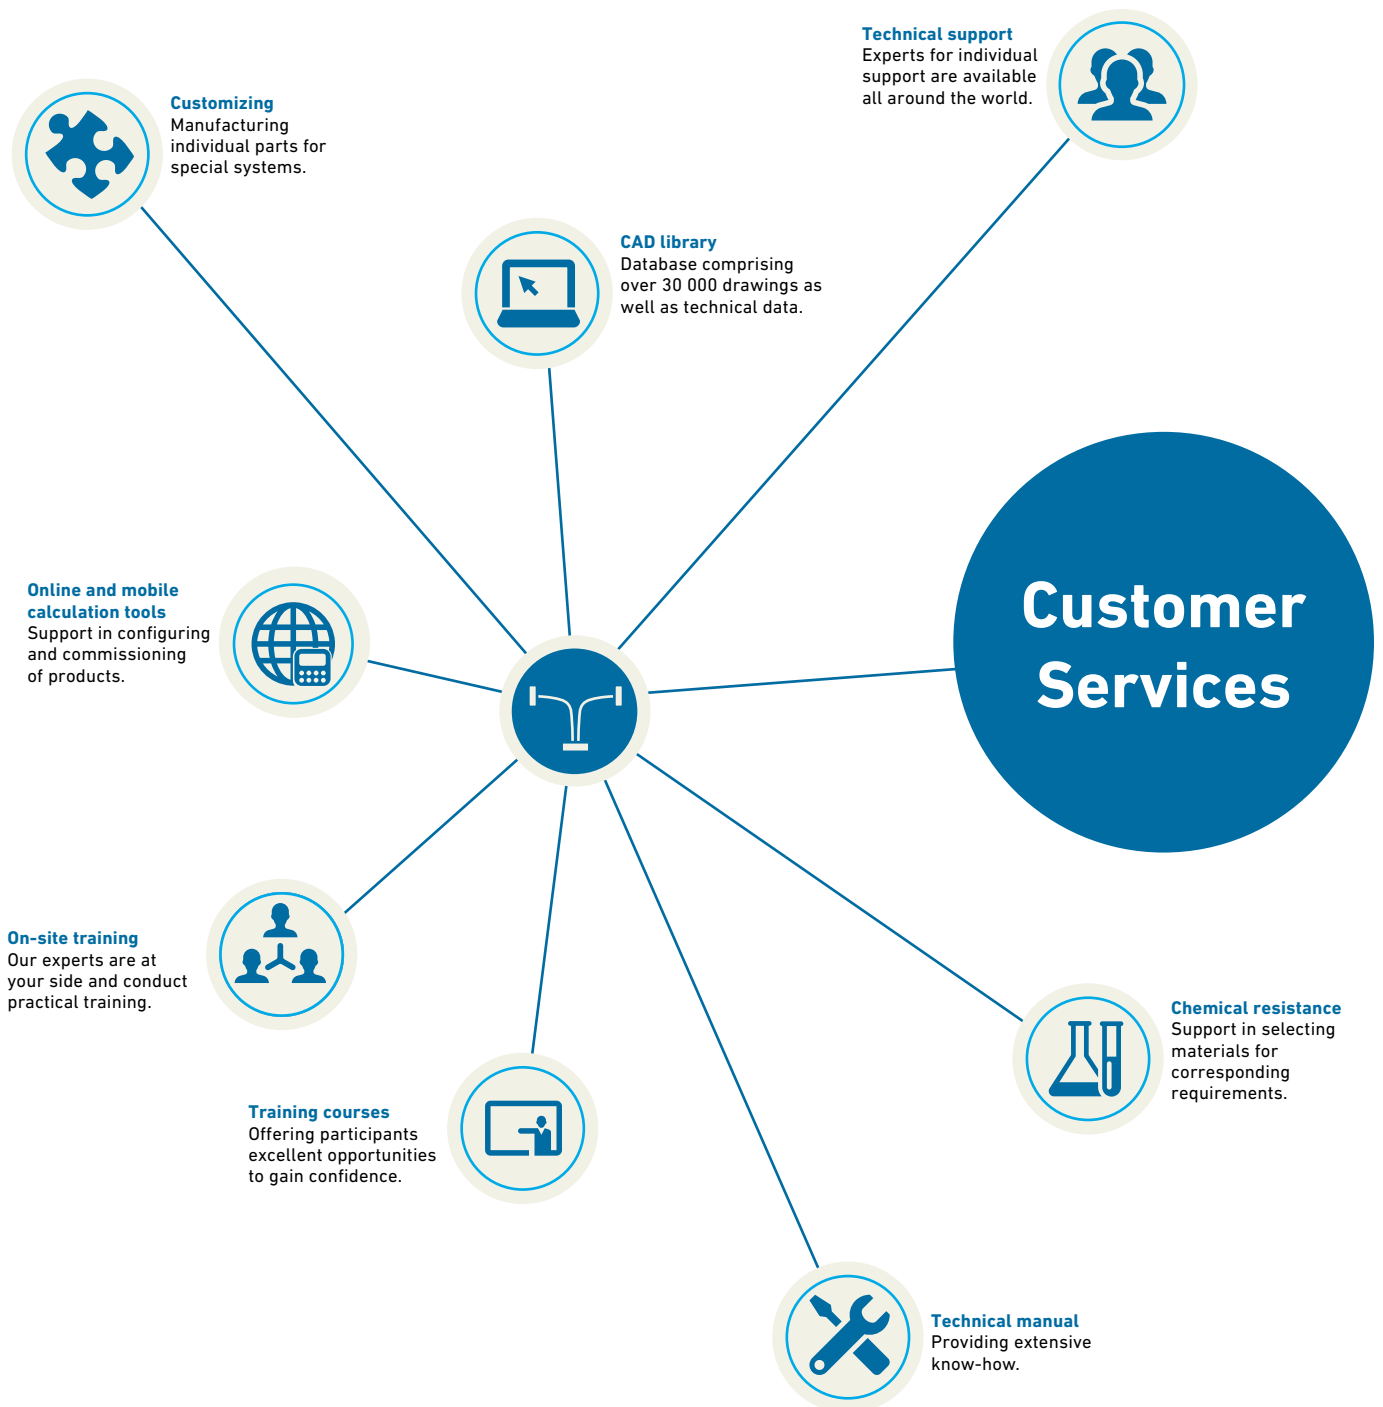 Technical support
Experts for individual
support are available
all around the world.
Customizing
Manufacturing
individual parts for
special systems.
CAD library
Database comprising
over 30 000 drawings as
well as technical data.
Customer
Services
Online and mobile
calculation tools
Support in configuring
and commissioning
of products.
On-site training
Our experts are at
your side and conduct
practical training.
Chemical resistance
Support in selecting
materials for
corresponding
requirements.
Training courses
Offering participants
excellent opportunities
to gain confidence.
Technical manual
Providing extensive
know-how.